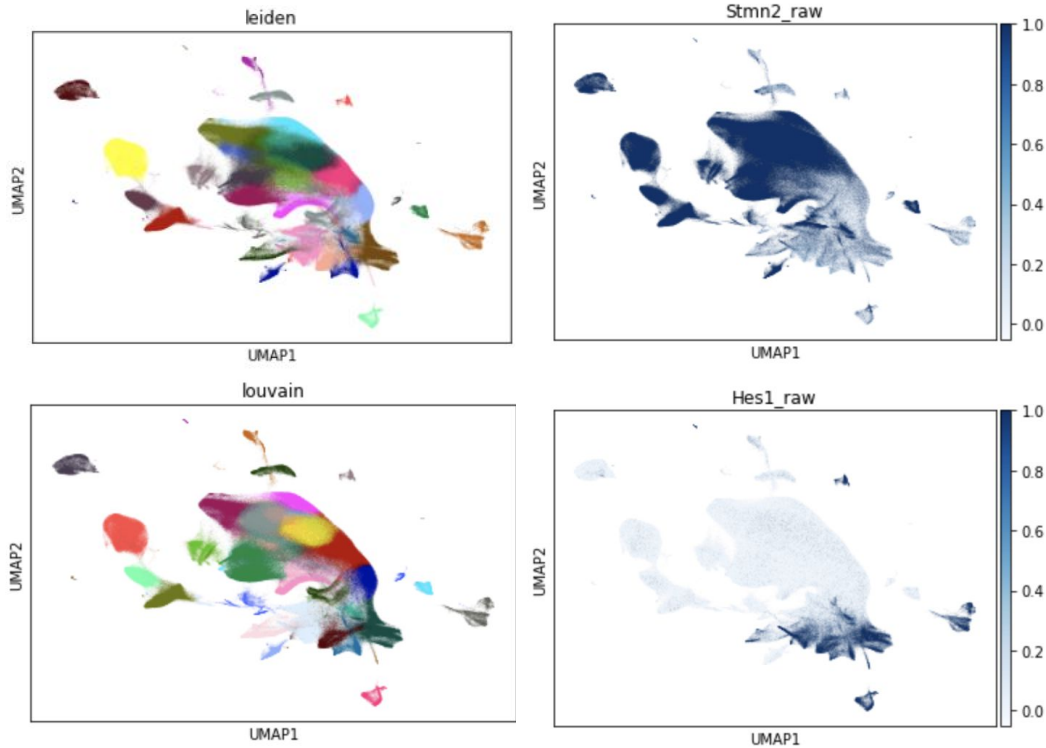 leiden
Stmn2_raw
UMAP2
UMAP1
UMAP2
UMAP1
1.0
0.8
0.6
0.4
0.2
0.0
louvain
Hes1_raw
UMAP2
UMAP1
UMAP2
UMAP1
1.0
0.8
0.6
0.4
0.2
0.0